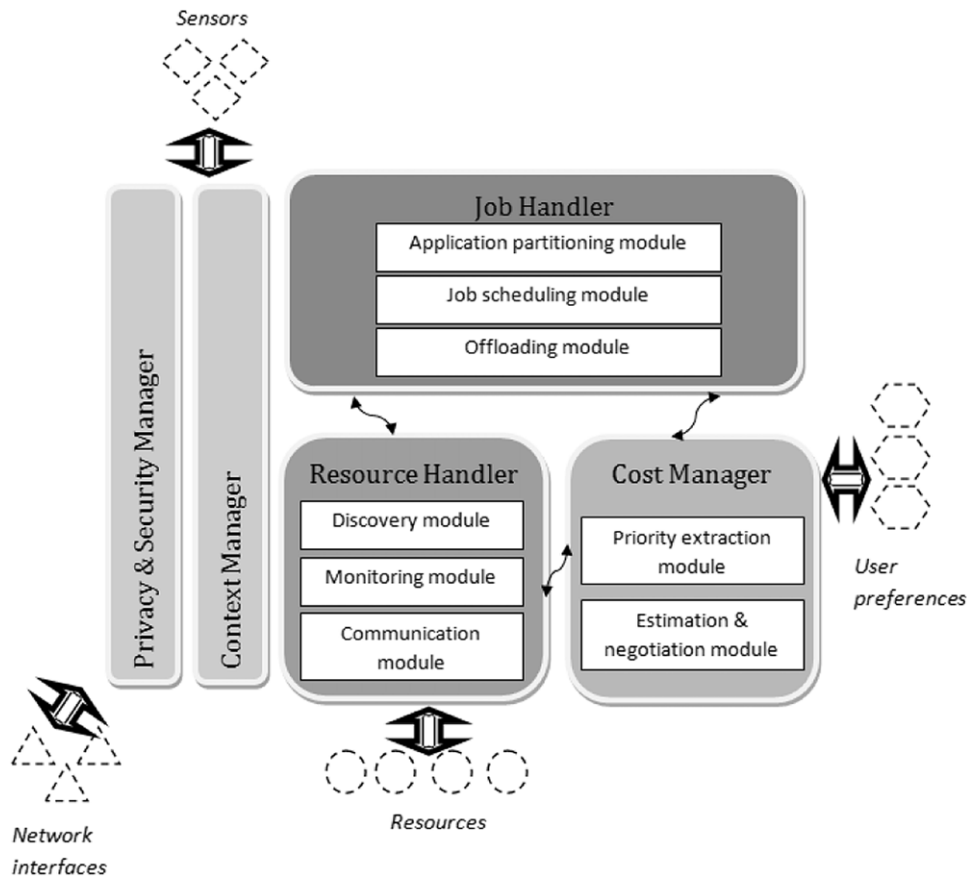 Sensors
Job Handler
Application partitioning module
Job scheduling module
Offloading module
Privacy & Security Manager
Context Manager
Resource Handler
Discovery module
Monitoring module
Communication
module
Cost Manager
Priority extraction
module
Estimation &
negotiation module
User
preferences
Resources
Network
interfaces